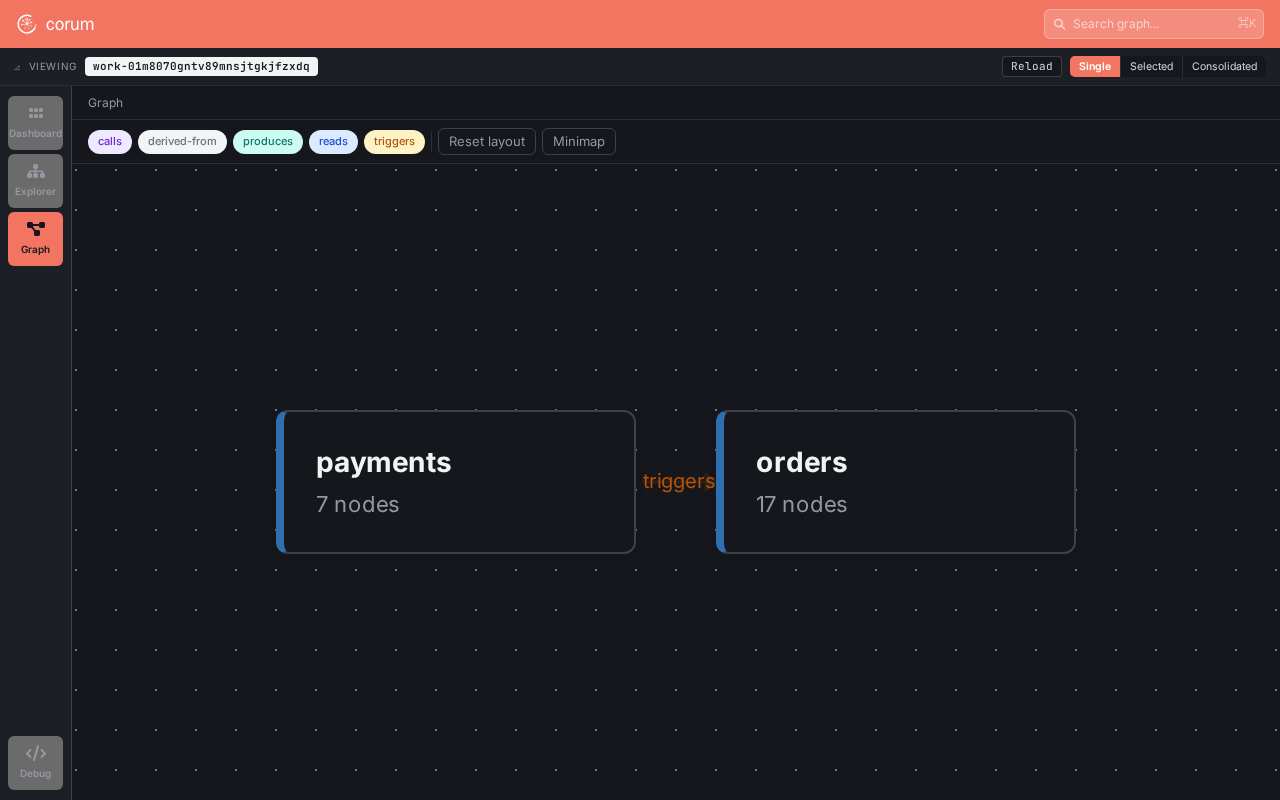 corum
Search graph... ⌘K
VIEWING work-01m8070gntv89mnsjtgkjfzxdq
Reload Single Selected Consolidated
Dashboard
Explorer
Graph
Debug
Graph
calls derived-from produces reads triggers Reset layout Minimap
payments
7 nodes
triggers
orders
17 nodes